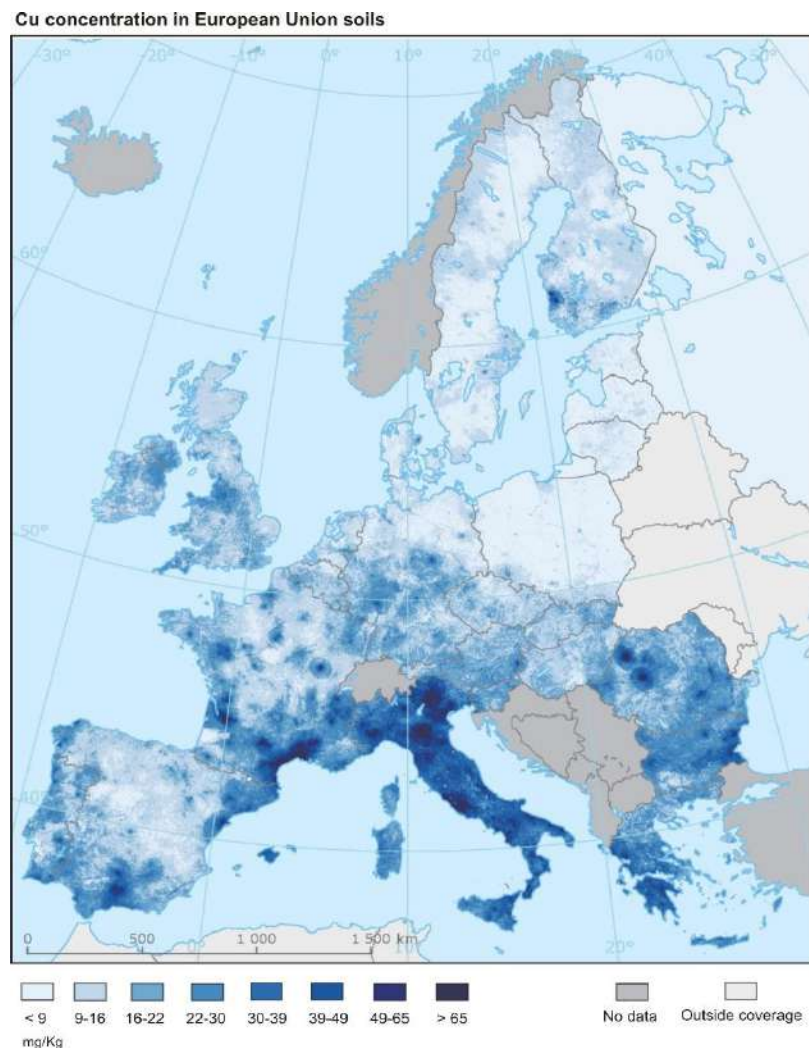 Cu concentration in European Union soils
-30° -20° -10° 0° 10° 20° 30° 40° 50°
60°
50°
40°
0 500 1 000 1 500 km
10° 20°
< 9 9-16 16-22 22-30 30-39 39-49 49-65 > 65 No data Outside coverage
mg/Kg